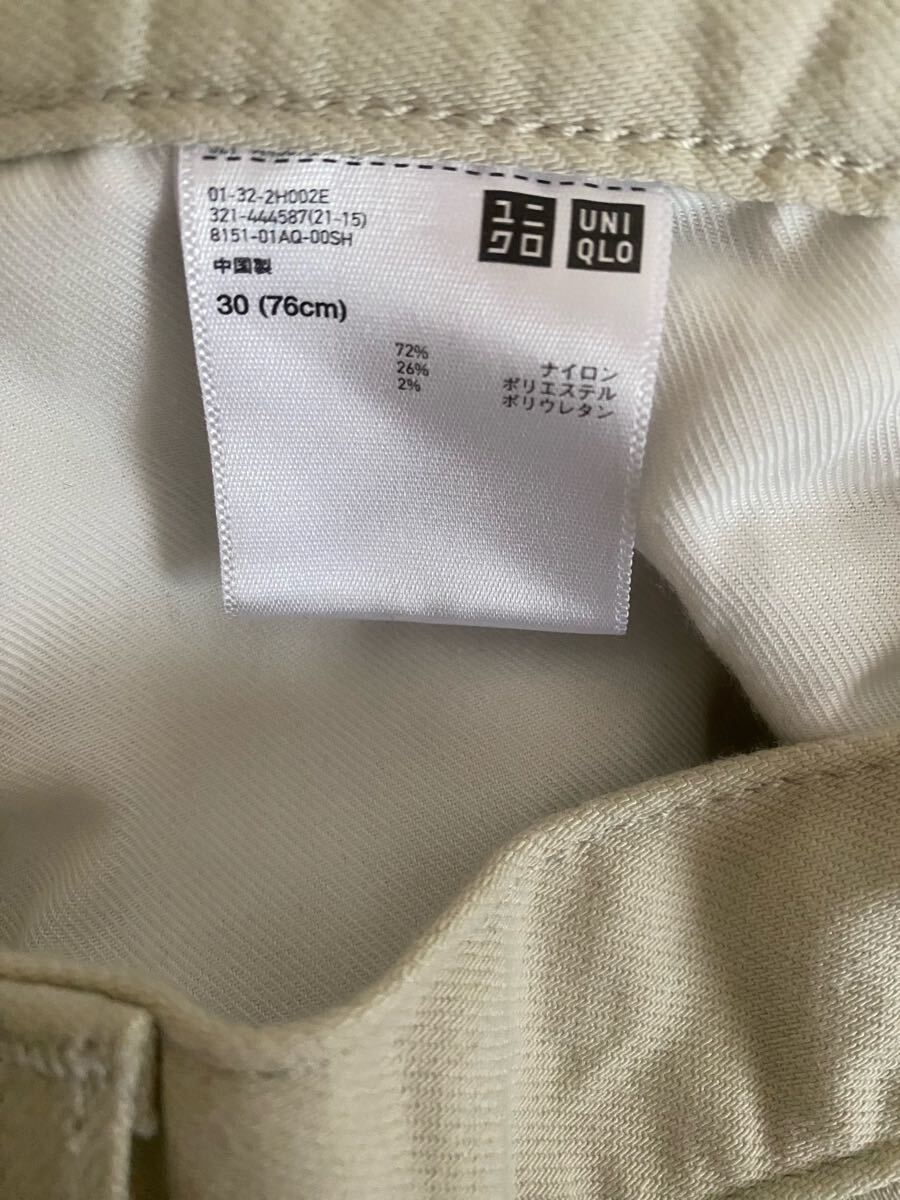 01-32-2H002E
321-444587(21-15)
8151-01AQ-00SH
中国製
30 (76cm)
ユニ
クロ
UNI
QLO
72% ナイロン
26% ポリエステル
2% ポリウレタン